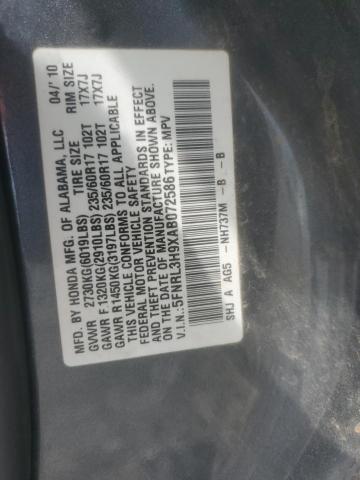 MFD. BY HONDA MFG. OF ALABAMA, LLC 04/'10
TIRE SIZE RIM SIZE
GVWR 2730KG(6019LBS)
GAWR F 1320KG(2910LBS) 235/60R17 102T 17X7J
GAWR R1450KG(3197LBS) 235/60R17 102T 17X7J
THIS VEHICLE CONFORMS TO ALL APPLICABLE
FEDERAL MOTOR VEHICLE SAFETY
BUMPER AND THEFT PREVENTION STANDARDS IN EFFECT
ON THE DATE OF MANUFACTURE SHOWN ABOVE.
V.I.N.:5FNRL3H9XAB072586 TYPE: MPV
SHJ A AG5 -NH737M -B -B